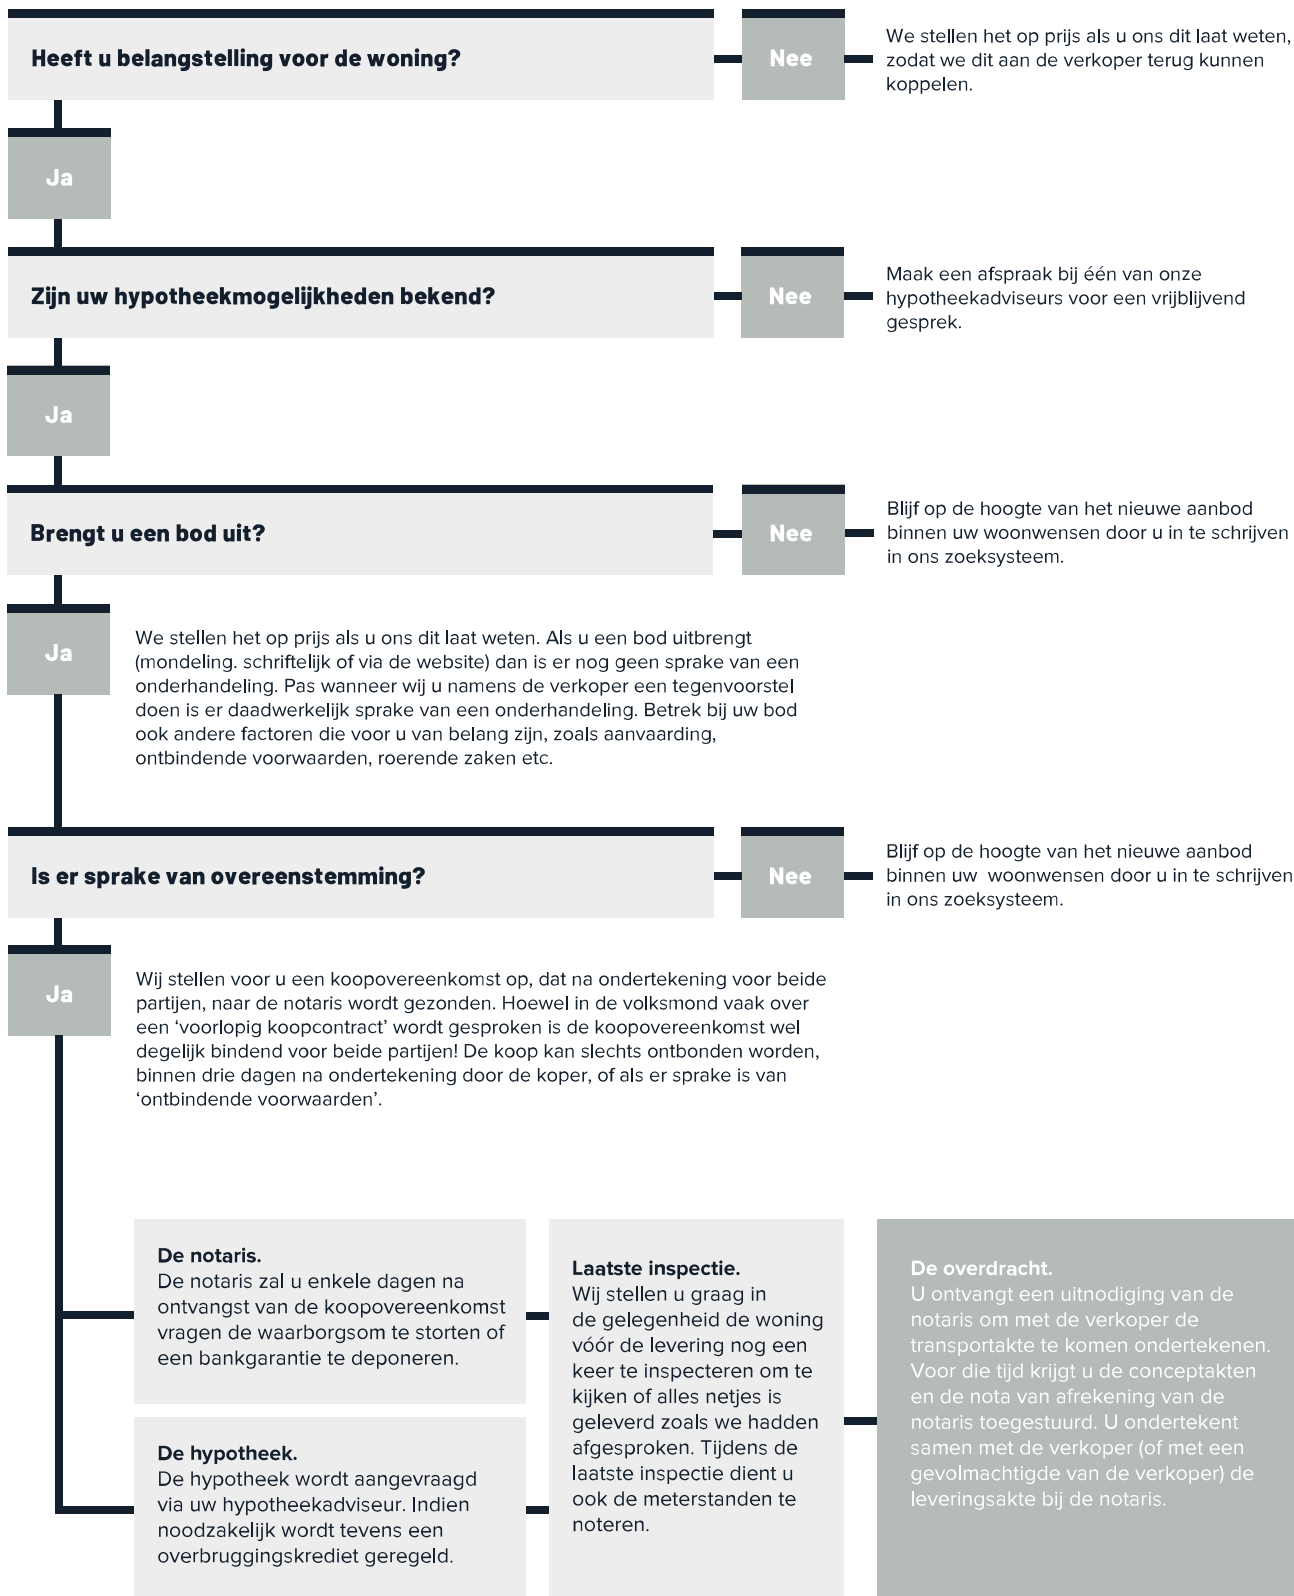 Heeft u belangstelling voor de woning?
Nee
We stellen het op prijs als u ons dit laat weten,
zodat we dit aan de verkoper terug kunnen
koppelen.
Ja
Zijn uw hypotheekmogelijkheden bekend?
Nee
Maak een afspraak bij één van onze
hypotheekadviseurs voor een vrijblijvend
gesprek.
Ja
Brengt u een bod uit?
Nee
Blijf op de hoogte van het nieuwe aanbod
binnen uw woonwensen door u in te schrijven
in ons zoeksysteem.
Ja
We stellen het op prijs als u ons dit laat weten. Als u een bod uitbrengt
(mondeling. schriftelijk of via de website) dan is er nog geen sprake van een
onderhandeling. Pas wanneer wij u namens de verkoper een tegenvoorstel
doen is er daadwerkelijk sprake van een onderhandeling. Betrek bij uw bod
ook andere factoren die voor u van belang zijn, zoals aanvaarding,
ontbindende voorwaarden, roerende zaken etc.
Is er sprake van overeenstemming?
Nee
Blijf op de hoogte van het nieuwe aanbod
binnen uw  woonwensen door u in te schrijven
in ons zoeksysteem.
Ja
Wij stellen voor u een koopovereenkomst op, dat na ondertekening voor beide
partijen, naar de notaris wordt gezonden. Hoewel in de volksmond vaak over
een ‘voorlopig koopcontract’ wordt gesproken is de koopovereenkomst wel
degelijk bindend voor beide partijen! De koop kan slechts ontbonden worden,
binnen drie dagen na ondertekening door de koper, of als er sprake is van
‘ontbindende voorwaarden’.
De notaris.
De notaris zal u enkele dagen na
ontvangst van de koopovereenkomst
vragen de waarborgsom te storten of
een bankgarantie te deponeren.
De hypotheek.
De hypotheek wordt aangevraagd
via uw hypotheekadviseur. Indien
noodzakelijk wordt tevens een
overbruggingskrediet geregeld.
Laatste inspectie.
Wij stellen u graag in
de gelegenheid de woning
vóór de levering nog een
keer te inspecteren om te
kijken of alles netjes is
geleverd zoals we hadden
afgesproken. Tijdens de
laatste inspectie dient u
ook de meterstanden te
noteren.
De overdracht.
U ontvangt een uitnodiging van de
notaris om met de verkoper de
transportakte te komen ondertekenen.
Voor die tijd krijgt u de conceptakten
en de nota van afrekening van de
notaris toegestuurd. U ondertekent
samen met de verkoper (of met een
gevolmachtigde van de verkoper) de
leveringsakte bij de notaris.